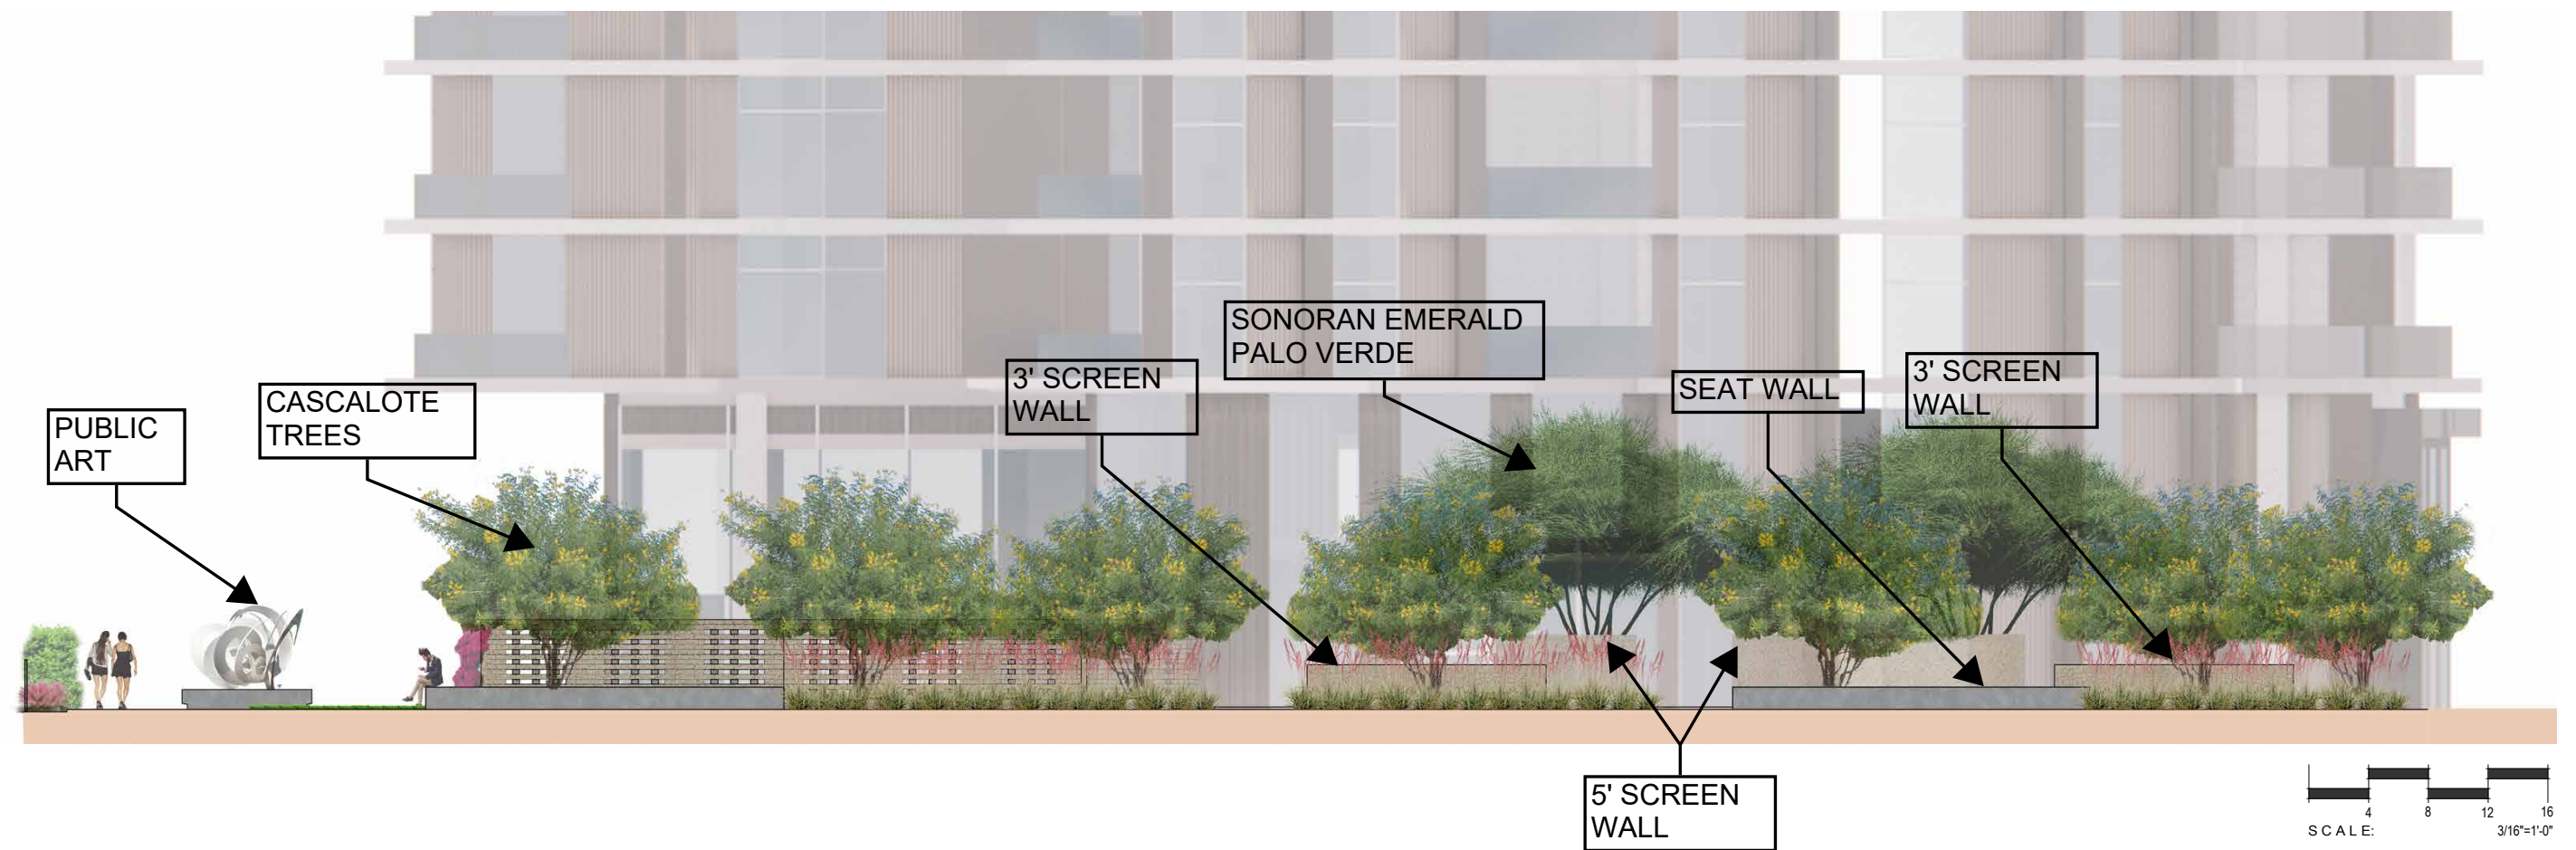 SONORAN EMERALD
PALO VERDE
3' SCREEN
WALL
3' SCREEN
WALL
SEAT WALL
CASCALOTE
TREES
PUBLIC
ART
5' SCREEN
WALL
4 8 12 16
SCALE: 3/16"=1'-0"